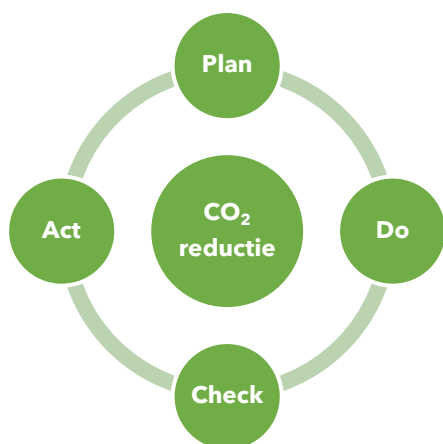 Plan
Act
CO₂
reductie
Do
Check